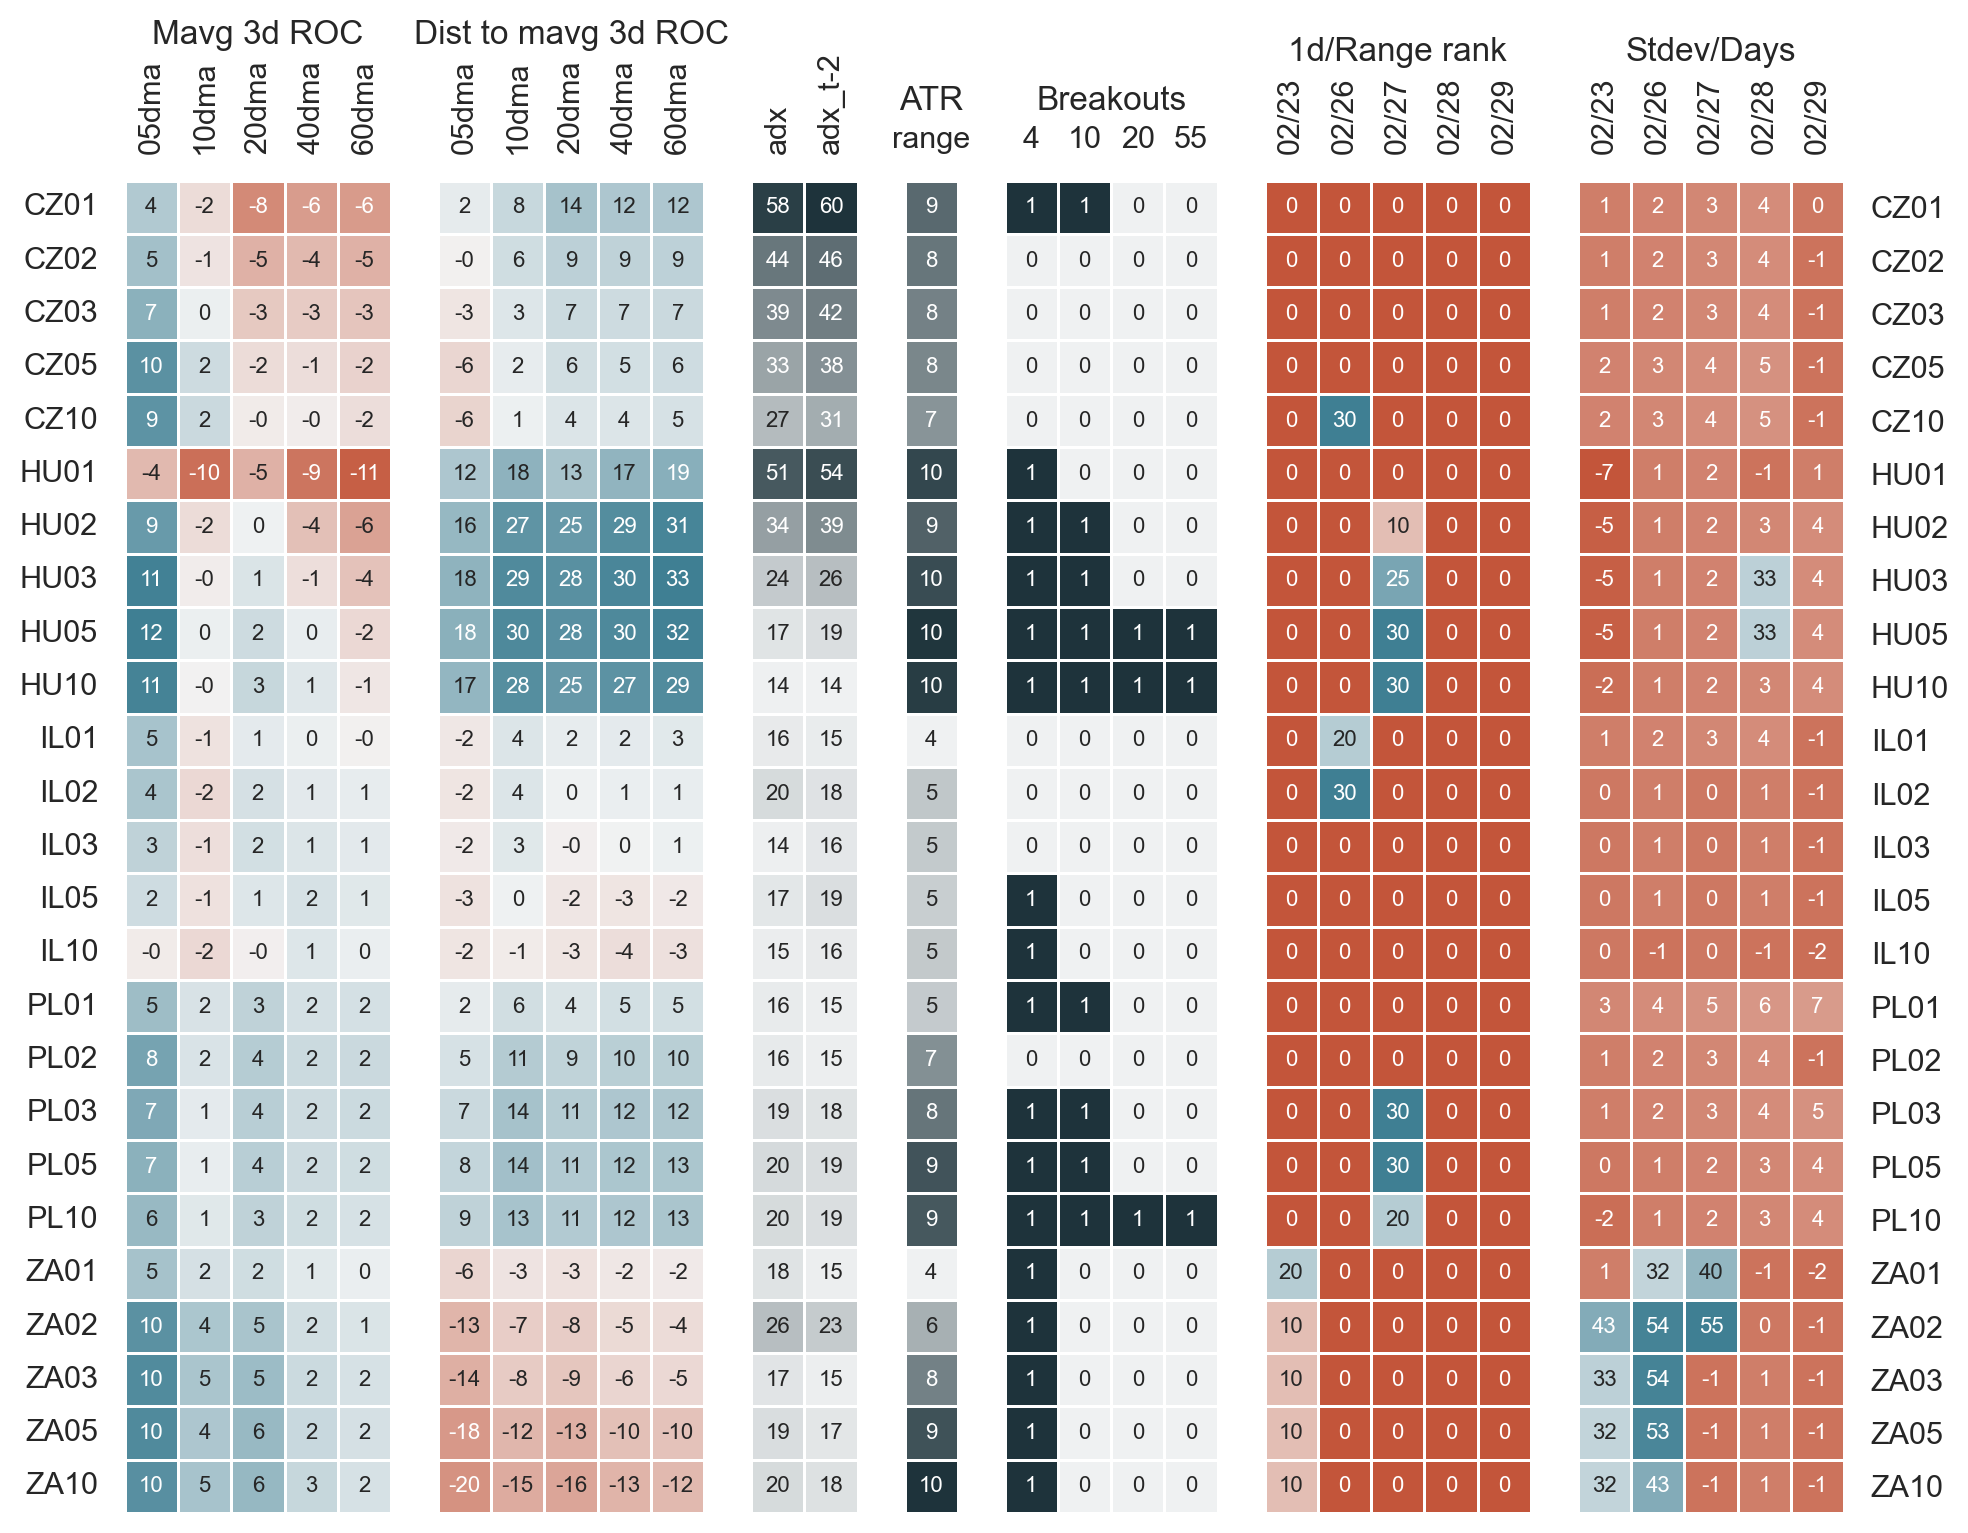 Mavg 3d ROC Dist to mavg 3d ROC 1d/Range rank Stdev/Days
ATR range Breakouts
05dma 10dma 20dma 40dma 60dma 05dma 10dma 20dma 40dma 60dma adx adx_t-2 4 10 20 55 02/23 02/26 02/27 02/28 02/29 02/23 02/26 02/27 02/28 02/29
CZ01 4 -2 -8 -6 -6 2 8 14 12 12 58 60 9 1 1 0 0 0 0 0 0 0 1 2 3 4 0 CZ01
CZ02 5 -1 -5 -4 -5 -0 6 9 9 9 44 46 8 0 0 0 0 0 0 0 0 0 1 2 3 4 -1 CZ02
CZ03 7 0 -3 -3 -3 -3 3 7 7 7 39 42 8 0 0 0 0 0 0 0 0 0 1 2 3 4 -1 CZ03
CZ05 10 2 -2 -1 -2 -6 2 6 5 6 33 38 8 0 0 0 0 0 0 0 0 0 2 3 4 5 -1 CZ05
CZ10 9 2 -0 -0 -2 -6 1 4 4 5 27 31 7 0 0 0 0 0 30 0 0 0 2 3 4 5 -1 CZ10
HU01 -4 -10 -5 -9 -11 12 18 13 17 19 51 54 10 1 0 0 0 0 0 0 0 0 -7 1 2 -1 1 HU01
HU02 9 -2 0 -4 -6 16 27 25 29 31 34 39 9 1 1 0 0 0 0 10 0 0 -5 1 2 3 4 HU02
HU03 11 -0 1 -1 -4 18 29 28 30 33 24 26 10 1 1 0 0 0 0 25 0 0 -5 1 2 33 4 HU03
HU05 12 0 2 0 -2 18 30 28 30 32 17 19 10 1 1 1 1 0 0 30 0 0 -5 1 2 33 4 HU05
HU10 11 -0 3 1 -1 17 28 25 27 29 14 14 10 1 1 1 1 0 0 30 0 0 -2 1 2 3 4 HU10
IL01 5 -1 1 0 -0 -2 4 2 2 3 16 15 4 0 0 0 0 0 20 0 0 0 1 2 3 4 -1 IL01
IL02 4 -2 2 1 1 -2 4 0 1 1 20 18 5 0 0 0 0 0 30 0 0 0 0 1 0 1 -1 IL02
IL03 3 -1 2 1 1 -2 3 -0 0 1 14 16 5 0 0 0 0 0 0 0 0 0 0 1 0 1 -1 IL03
IL05 2 -1 1 2 1 -3 0 -2 -3 -2 17 19 5 1 0 0 0 0 0 0 0 0 0 1 0 1 -1 IL05
IL10 -0 -2 -0 1 0 -2 -1 -3 -4 -3 15 16 5 1 0 0 0 0 0 0 0 0 0 -1 0 -1 -2 IL10
PL01 5 2 3 2 2 2 6 4 5 5 16 15 5 1 1 0 0 0 0 0 0 0 3 4 5 6 7 PL01
PL02 8 2 4 2 2 5 11 9 10 10 16 15 7 0 0 0 0 0 0 0 0 0 1 2 3 4 -1 PL02
PL03 7 1 4 2 2 7 14 11 12 12 19 18 8 1 1 0 0 0 0 30 0 0 1 2 3 4 5 PL03
PL05 7 1 4 2 2 8 14 11 12 13 20 19 9 1 1 0 0 0 0 30 0 0 0 1 2 3 4 PL05
PL10 6 1 3 2 2 9 13 11 12 13 20 19 9 1 1 1 1 0 0 20 0 0 -2 1 2 3 4 PL10
ZA01 5 2 2 1 0 -6 -3 -3 -2 -2 18 15 4 1 0 0 0 20 0 0 0 0 1 32 40 -1 -2 ZA01
ZA02 10 4 5 2 1 -13 -7 -8 -5 -4 26 23 6 1 0 0 0 10 0 0 0 0 43 54 55 0 -1 ZA02
ZA03 10 5 5 2 2 -14 -8 -9 -6 -5 17 15 8 1 0 0 0 10 0 0 0 0 33 54 -1 1 -1 ZA03
ZA05 10 4 6 2 2 -18 -12 -13 -10 -10 19 17 9 1 0 0 0 10 0 0 0 0 32 53 -1 1 -1 ZA05
ZA10 10 5 6 3 2 -20 -15 -16 -13 -12 20 18 10 1 0 0 0 10 0 0 0 0 32 43 -1 1 -1 ZA10